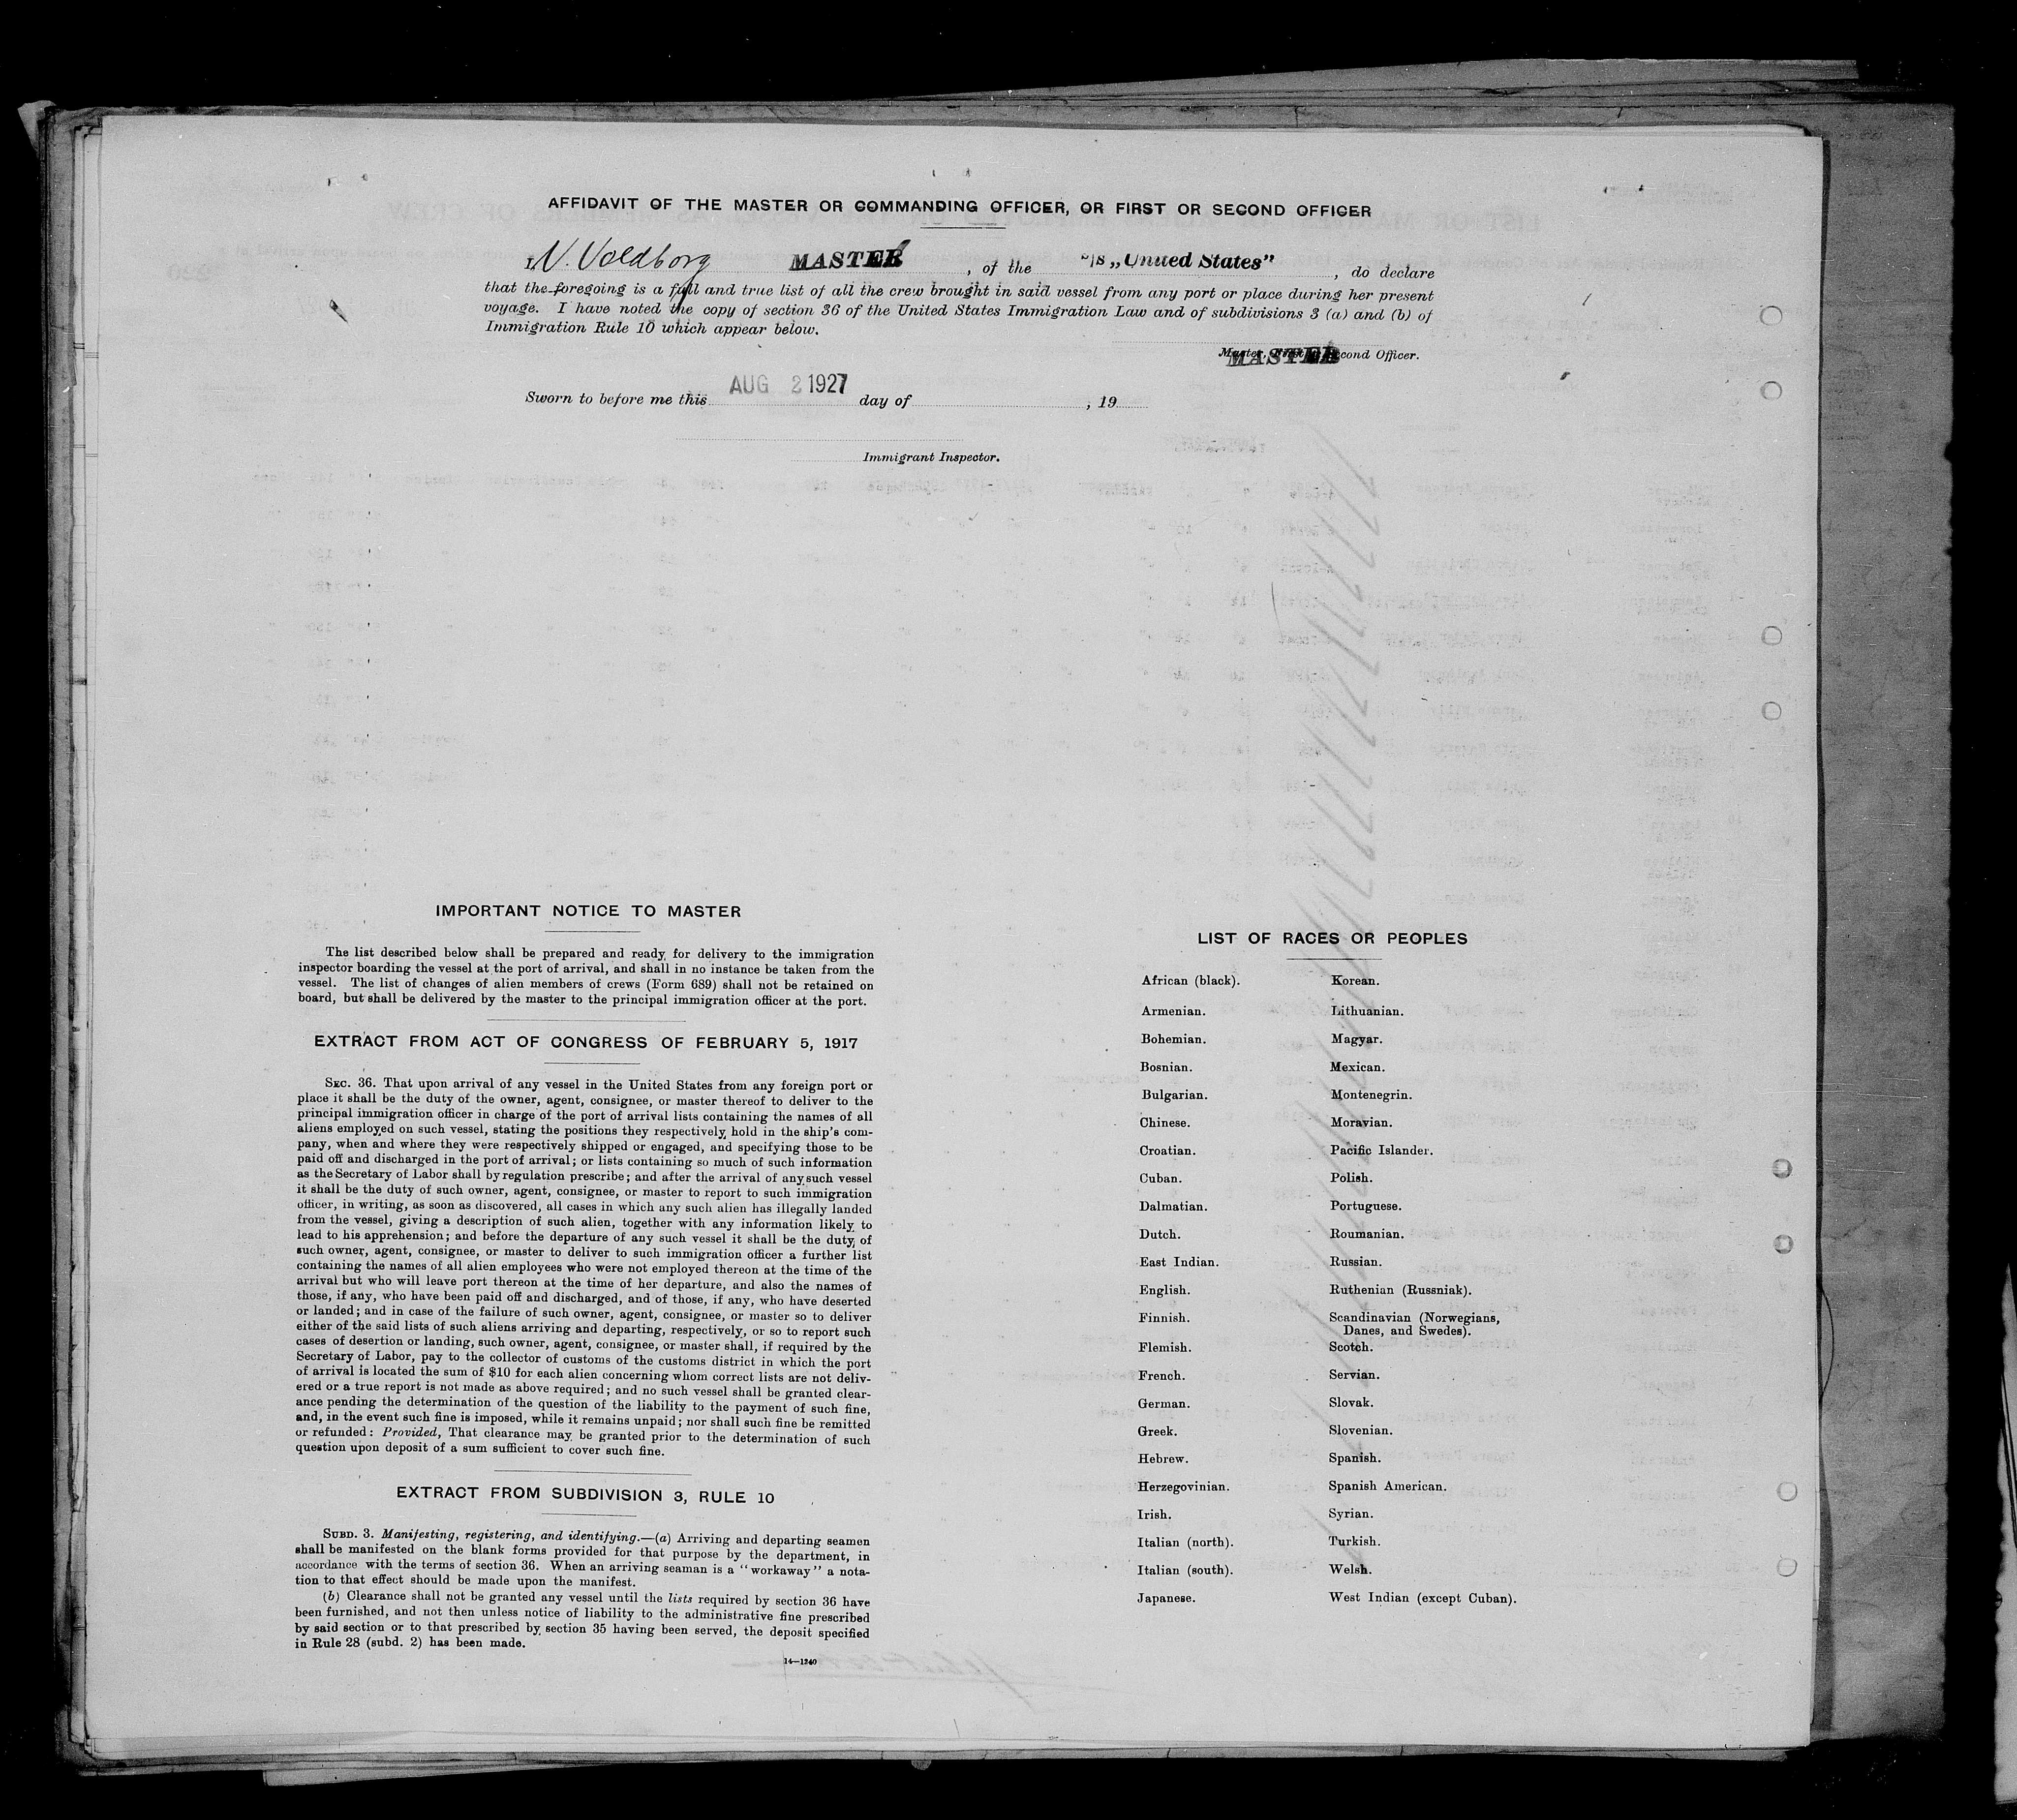 AFFIDAVIT OF THE MASTER OR COMMANDING OFFICER, OR FIRST OR SECOND OFFICER
I, V. Voldborg MASTER, of the S/S „United States”, do declare
that the foregoing is a full and true list of all the crew brought in said vessel from any port or place during her present
voyage. I have noted the copy of section 36 of the United States Immigration Law and of subdivisions 3 (a) and (b) of
Immigration Rule 10 which appear below.
Master, First or Second Officer.
MASTER
Sworn to before me this AUG 2 1927 day of , 19
Immigrant Inspector.
IMPORTANT NOTICE TO MASTER
The list described below shall be prepared and ready for delivery to the immigration
inspector boarding the vessel at the port of arrival, and shall in no instance be taken from the
vessel. The list of changes of alien members of crews (Form 689) shall not be retained on
board, but shall be delivered by the master to the principal immigration officer at the port.
EXTRACT FROM ACT OF CONGRESS OF FEBRUARY 5, 1917
SEC. 36. That upon arrival of any vessel in the United States from any foreign port or
place it shall be the duty of the owner, agent, consignee, or master thereof to deliver to the
principal immigration officer in charge of the port of arrival lists containing the names of all
aliens employed on such vessel, stating the positions they respectively hold in the ship's com-
pany, when and where they were respectively shipped or engaged, and specifying those to be
paid off and discharged in the port of arrival; or lists containing so much of such information
as the Secretary of Labor shall by regulation prescribe; and after the arrival of any such vessel
it shall be the duty of such owner, agent, consignee, or master to report to such immigration
officer, in writing, as soon as discovered, all cases in which any such alien has illegally landed
from the vessel, giving a description of such alien, together with any information likely to
lead to his apprehension; and before the departure of any such vessel it shall be the duty of
such owner, agent, consignee, or master to deliver to such immigration officer a further list
containing the names of all alien employees who were not employed thereon at the time of the
arrival but who will leave port thereon at the time of her departure, and also the names of
those, if any, who have been paid off and discharged, and of those, if any, who have deserted
or landed; and in case of the failure of such owner, agent, consignee, or master so to deliver
either of the said lists of such aliens arriving and departing, respectively, or so to report such
cases of desertion or landing, such owner, agent, consignee, or master shall, if required by the
Secretary of Labor, pay to the collector of customs of the customs district in which the port
of arrival is located the sum of $10 for each alien concerning whom correct lists are not deliv-
ered or a true report is not made as above required; and no such vessel shall be granted clear-
ance pending the determination of the question of the liability to the payment of such fine,
and, in the event such fine is imposed, while it remains unpaid; nor shall such fine be remitted
or refunded: Provided, That clearance may be granted prior to the determination of such
question upon deposit of a sum sufficient to cover such fine.
EXTRACT FROM SUBDIVISION 3, RULE 10
SUBD. 3. Manifesting, registering, and identifying.—(a) Arriving and departing seamen
shall be manifested on the blank forms provided for that purpose by the department, in
accordance with the terms of section 36. When an arriving seaman is a “workaway” a nota-
tion to that effect should be made upon the manifest.
(b) Clearance shall not be granted any vessel until the lists required by section 36 have
been furnished, and not then unless notice of liability to the administrative fine prescribed
by said section or to that prescribed by section 35 having been served, the deposit specified
in Rule 28 (subd. 2) has been made.
14—1240
LIST OF RACES OR PEOPLES
African (black).
Armenian.
Bohemian.
Bosnian.
Bulgarian.
Chinese.
Croatian.
Cuban.
Dalmatian.
Dutch.
East Indian.
English.
Finnish.
Flemish.
French.
German.
Greek.
Hebrew.
Herzegovinian.
Irish.
Italian (north).
Italian (south).
Japanese.
Korean.
Lithuanian.
Magyar.
Mexican.
Montenegrin.
Moravian.
Pacific Islander.
Polish.
Portuguese.
Roumanian.
Russian.
Ruthenian (Russniak).
Scandinavian (Norwegians,
Danes, and Swedes).
Scotch.
Servian.
Slovak.
Slovenian.
Spanish.
Spanish American.
Syrian.
Turkish.
Welsh.
West Indian (except Cuban).